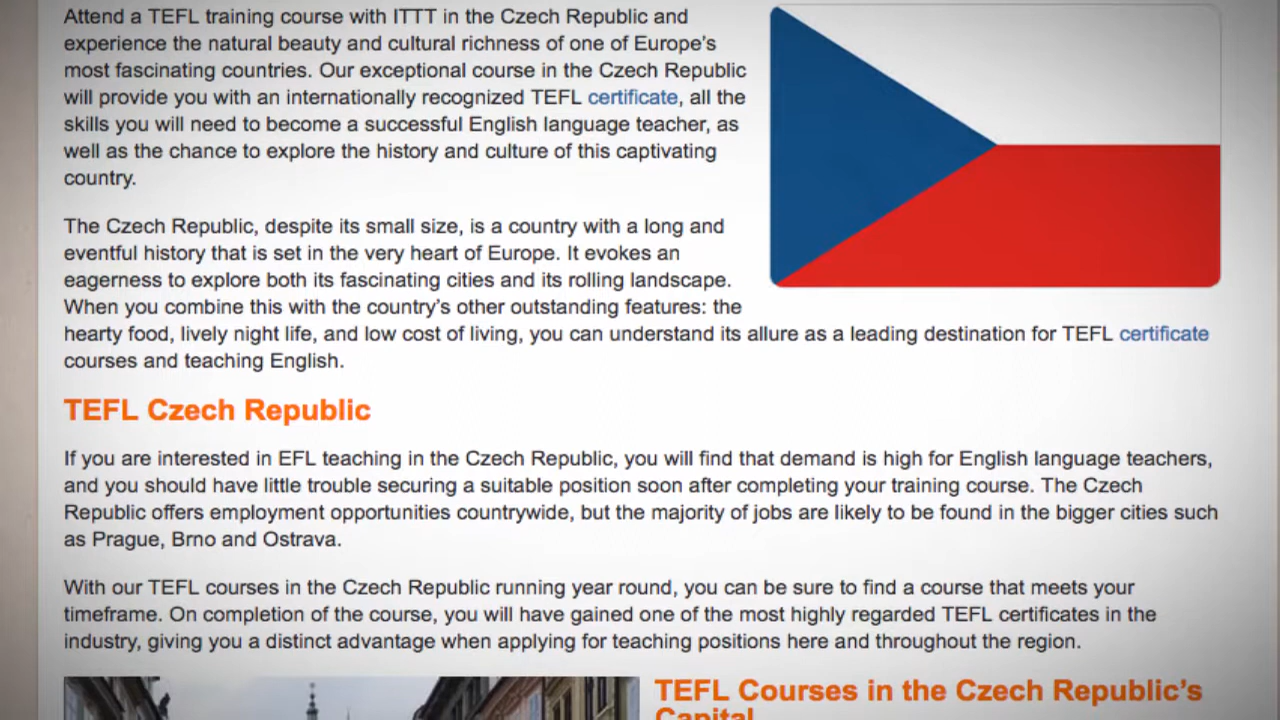 Attend a TEFL training course with ITTT in the Czech Republic and
experience the natural beauty and cultural richness of one of Europe's
most fascinating countries. Our exceptional course in the Czech Republic
will provide you with an internationally recognized TEFL certificate, all the
skills you will need to become a successful English language teacher, as
well as the chance to explore the history and culture of this captivating
country.
The Czech Republic, despite its small size, is a country with a long and
eventful history that is set in the very heart of Europe. It evokes an
eagerness to explore both its fascinating cities and its rolling landscape.
When you combine this with the country's other outstanding features: the
hearty food, lively night life, and low cost of living, you can understand its allure as a leading destination for TEFL certificate
courses and teaching English.
TEFL Czech Republic
If you are interested in EFL teaching in the Czech Republic, you will find that demand is high for English language teachers,
and you should have little trouble securing a suitable position soon after completing your training course. The Czech
Republic offers employment opportunities countrywide, but the majority of jobs are likely to be found in the bigger cities such
as Prague, Brno and Ostrava.
With our TEFL courses in the Czech Republic running year round, you can be sure to find a course that meets your
timeframe. On completion of the course, you will have gained one of the most highly regarded TEFL certificates in the
industry, giving you a distinct advantage when applying for teaching positions here and throughout the region.
TEFL Courses in the Czech Republic's
Capital